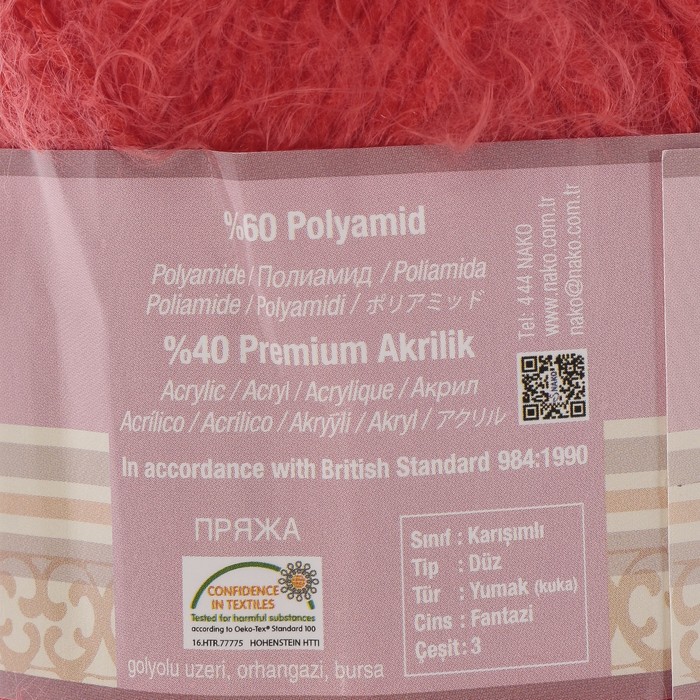 %60 Polyamid
Polyamide / Полиамид / Poliamida
Poliamide / Polyamidi / ポリアミッド
%40 Premium Akrilik
Acrylic / Acryl / Acrylique / Акрил
Acrílico / Acrílico / Akryýli / Akryl / アクリル
In accordance with British Standard 984:1990
Tel: 444 NAKO
www.nako.com.tr
nako@nako.com.tr
NAKO
ПРЯЖА
CONFIDENCE
IN TEXTILES
Tested for harmful substances
according to Oeko-Tex® Standard 100
16.HTR.77775 HOHENSTEIN HTTI
Sınıf : Karışımlı
Tip : Düz
Tür : Yumak (kuka)
Cins : Fantazi
Çeşit : 3
golyolu uzeri, orhangazi, bursa